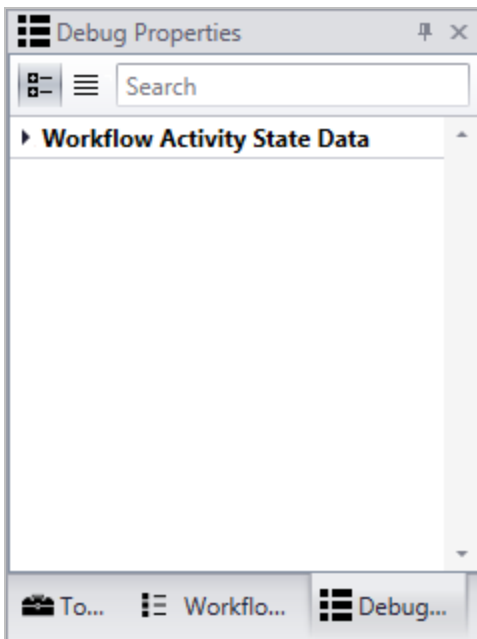 Debug Properties
Search
Workflow Activity State Data
To... Workflo... Debug...